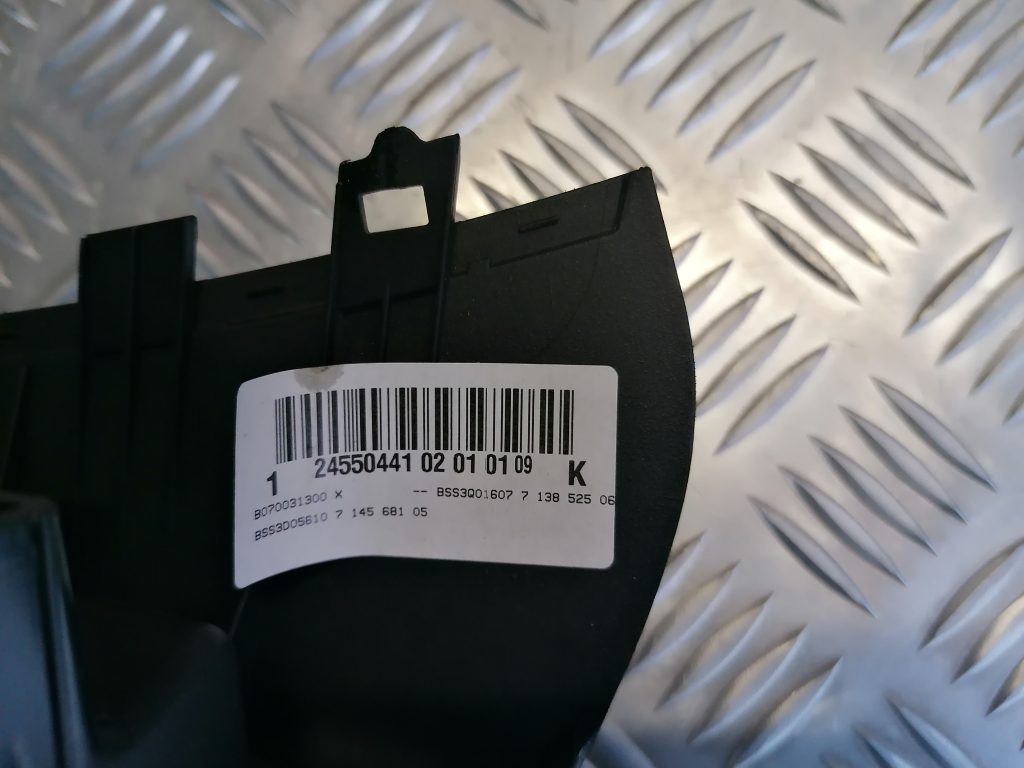 1 24550441 02 01 01 09 K
B070031300 X -- BSS3Q01607 7 138 525 06
BSS3D05610 7 145 681 05